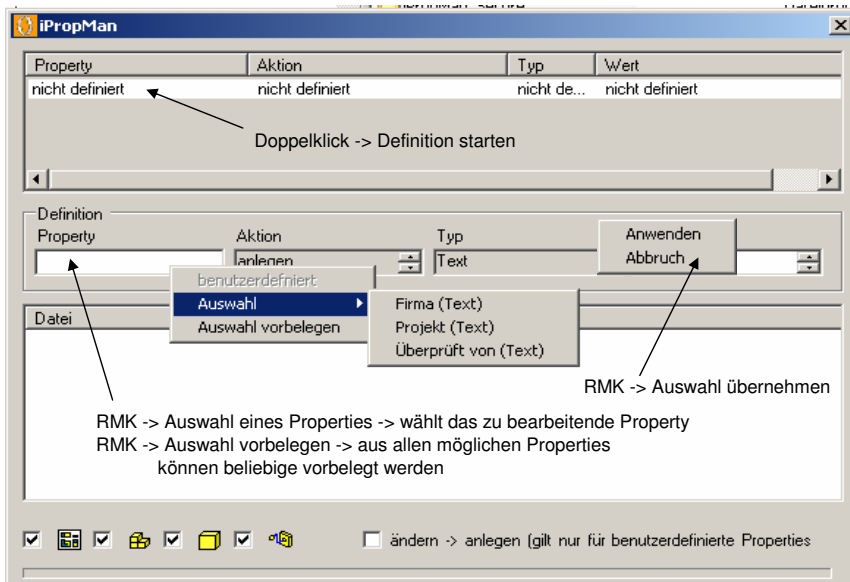 iPropMan
Property Aktion Typ Wert
nicht definiert nicht definiert nicht de... nicht definiert
Doppelklick -> Definition starten
Definition
Property Aktion Typ
anlegen Text
Anwenden
Abbruch
benutzerdefniert
Auswahl
Auswahl vorbelegen
Firma (Text)
Projekt (Text)
Überprüft von (Text)
Datei
RMK -> Auswahl übernehmen
RMK -> Auswahl eines Properties -> wählt das zu bearbeitende Property
RMK -> Auswahl vorbelegen -> aus allen möglichen Properties
können beliebige vorbelegt werden
ändern -> anlegen (gilt nur für benutzerdefinierte Properties